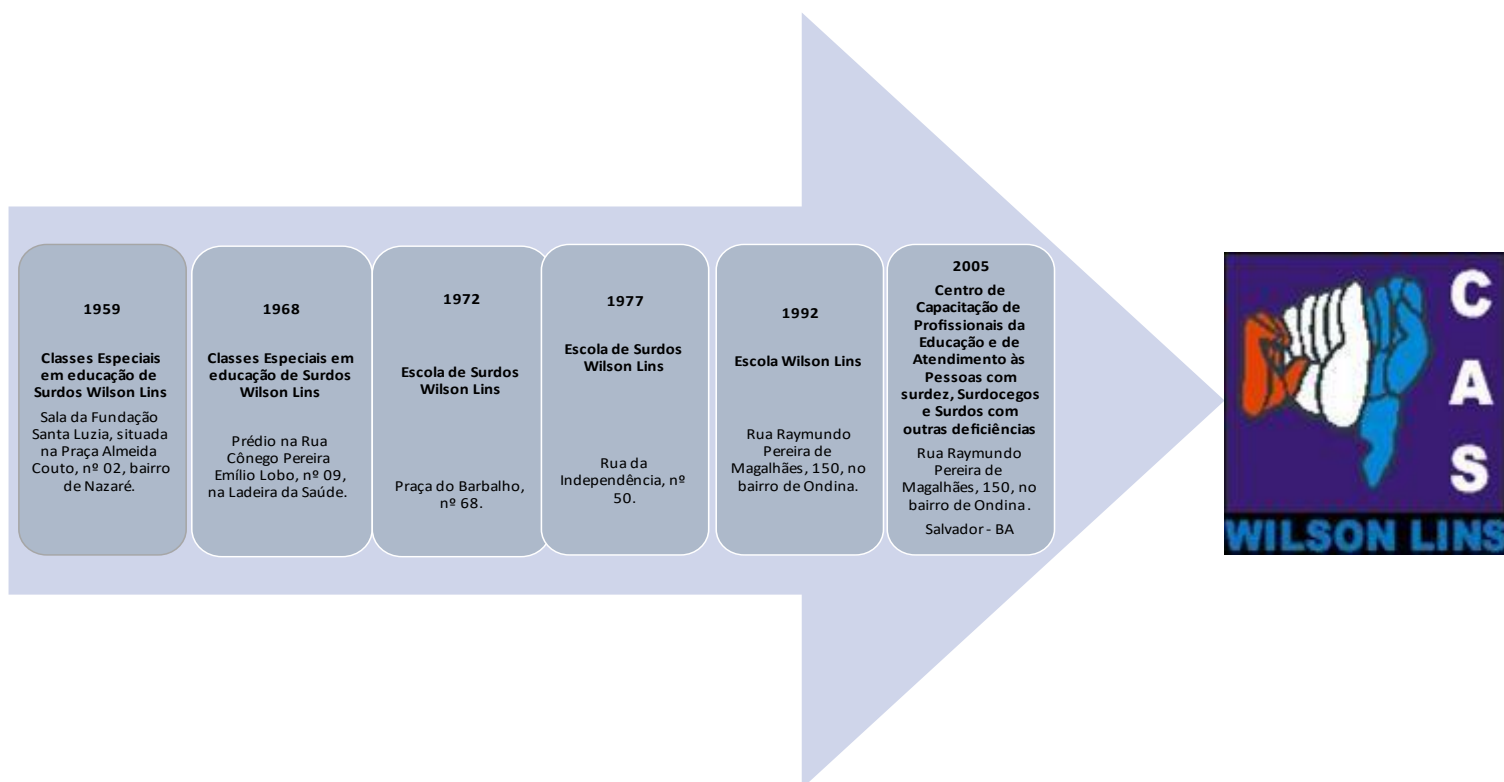 1959
Classes Especiais
em educação de
Surdos Wilson Lins
Sala da Fundação
Santa Luzia, situada
na Praça Almeida
Couto, nº 02, bairro
de Nazaré.
1968
Classes Especiais em
educação de Surdos
Wilson Lins
Prédio na Rua
Cônego Pereira
Emílio Lobo, nº 09,
na Ladeira da Saúde.
1972
Escola de Surdos
Wilson Lins
Praça do Barbalho,
nº 68.
1977
Escola de Surdos
Wilson Lins
Rua da
Independência, nº
50.
1992
Escola Wilson Lins
Rua Raymundo
Pereira de
Magalhães, 150, no
bairro de Ondina.
2005
Centro de
Capacitação de
Profissionais da
Educação e de
Atendimento às
Pessoas com
surdez, Surdocegos
e Surdos com
outras deficiências
Rua Raymundo
Pereira de
Magalhães, 150, no
bairro de Ondina.
Salvador - BA
C
A
S
WILSON LINS